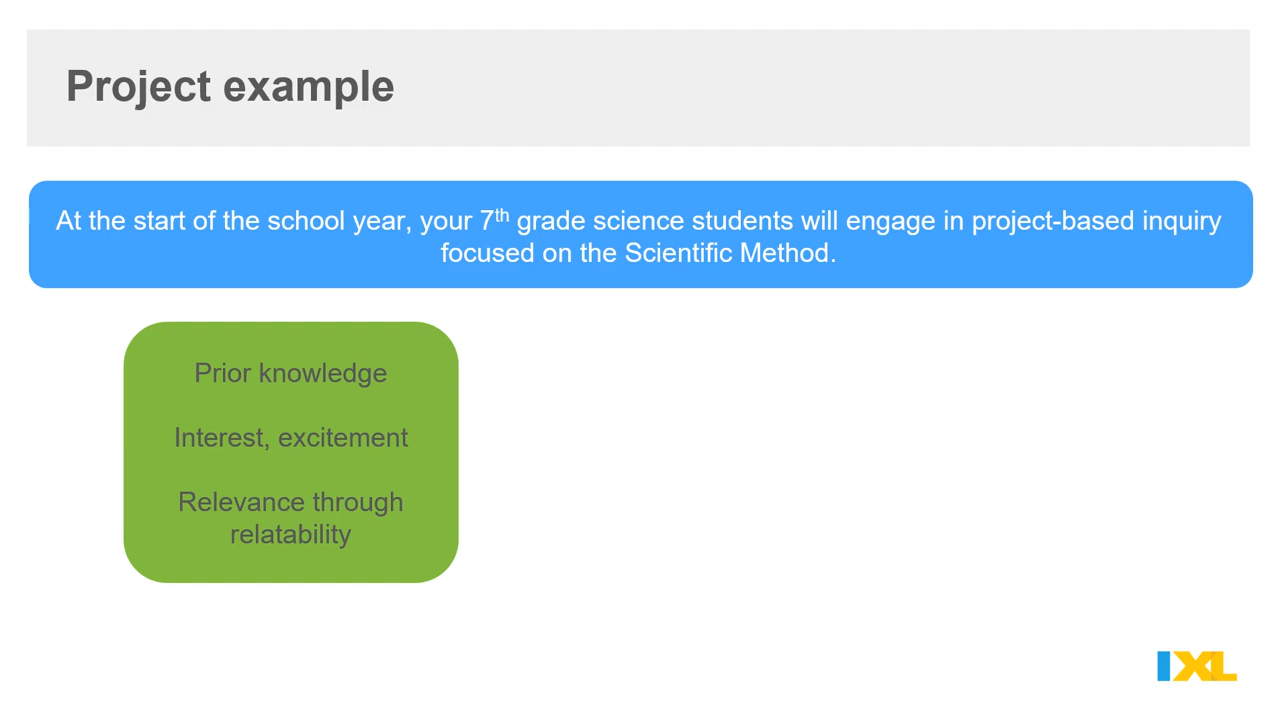 Project example
At the start of the school year, your 7th grade science students will engage in project-based inquiry
focused on the Scientific Method.
Prior knowledge
Interest, excitement
Relevance through
relatability
IXL